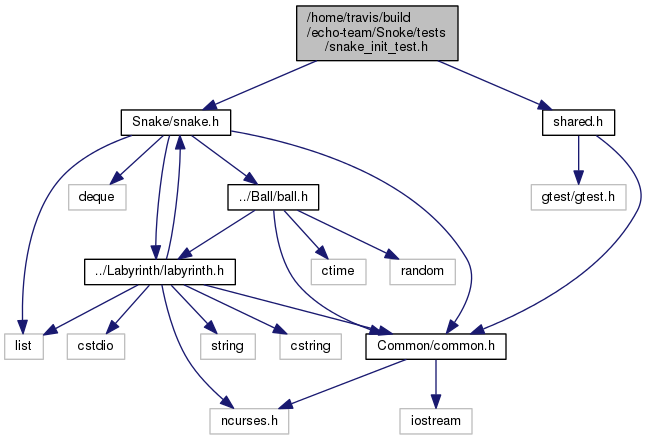 /home/travis/build
/echo-team/Snoke/tests
/snake_init_test.h
Snake/snake.h
shared.h
deque
../Ball/ball.h
gtest/gtest.h
../Labyrinth/labyrinth.h
ctime
random
list
cstdio
string
cstring
Common/common.h
ncurses.h
iostream